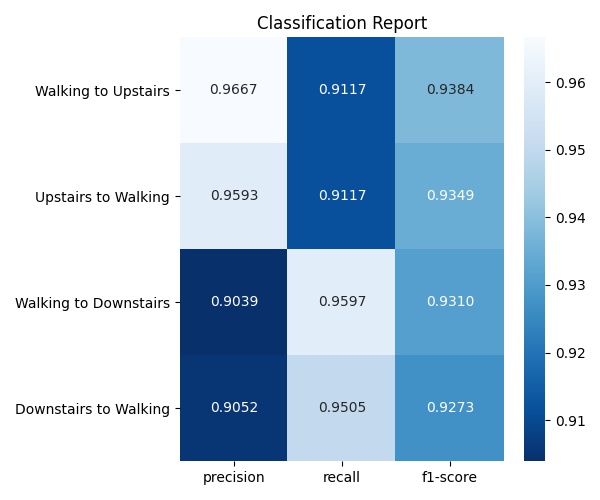 Classification Report
Walking to Upstairs 0.9667 0.9117 0.9384
Upstairs to Walking 0.9593 0.9117 0.9349
Walking to Downstairs 0.9039 0.9597 0.9310
Downstairs to Walking 0.9052 0.9505 0.9273
precision recall f1-score
0.96
0.95
0.94
0.93
0.92
0.91